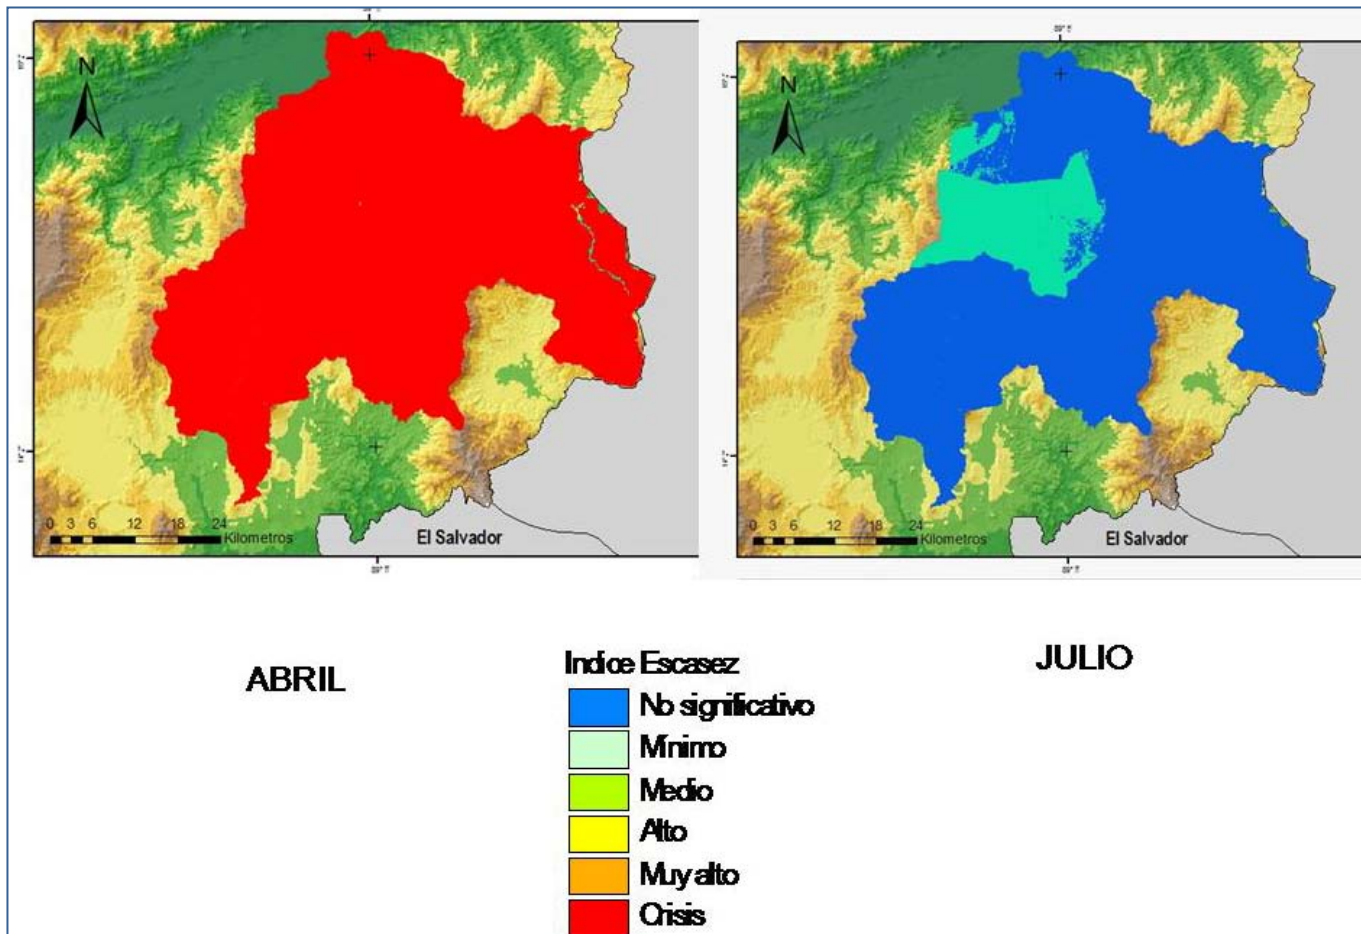 N
0 3 6 12 18 24
Kilometros
El Salvador
N
0 3 6 12 18 24
Kilometros
El Salvador
ABRIL
JULIO
Indice Escasez
No significativo
Mínimo
Medio
Alto
Muy alto
Crisis